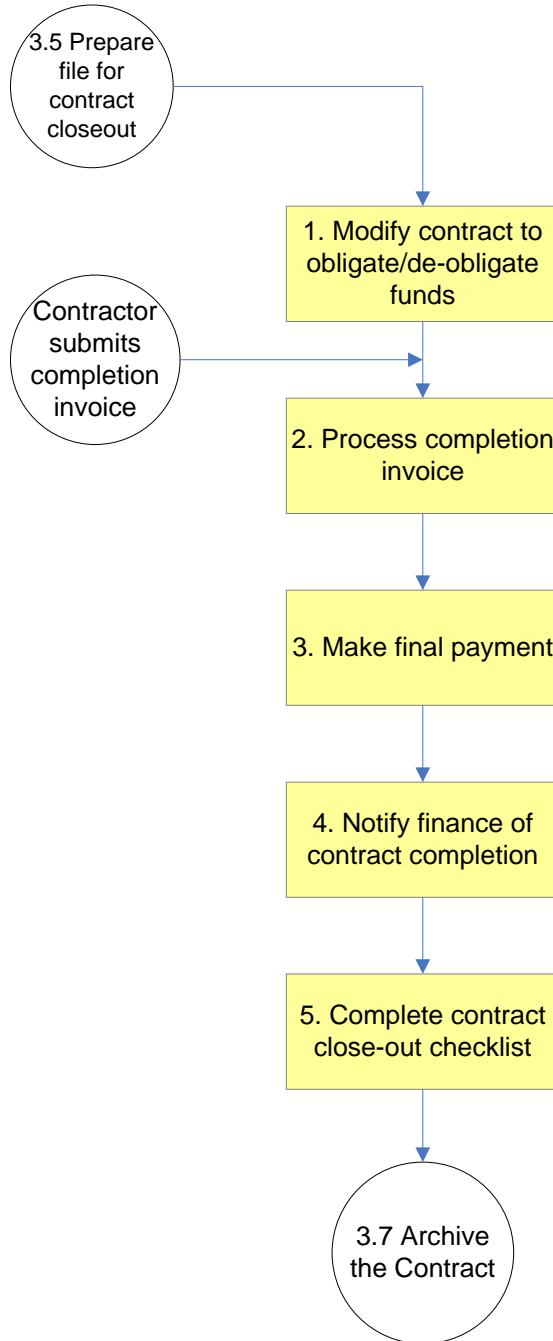 3.5 Prepare
file for
contract
closeout
1. Modify contract to
obligate/de-obligate
funds
Contractor
submits
completion
invoice
2. Process completion
invoice
3. Make final payment
4. Notify finance of
contract completion
5. Complete contract
close-out checklist
3.7 Archive
the Contract